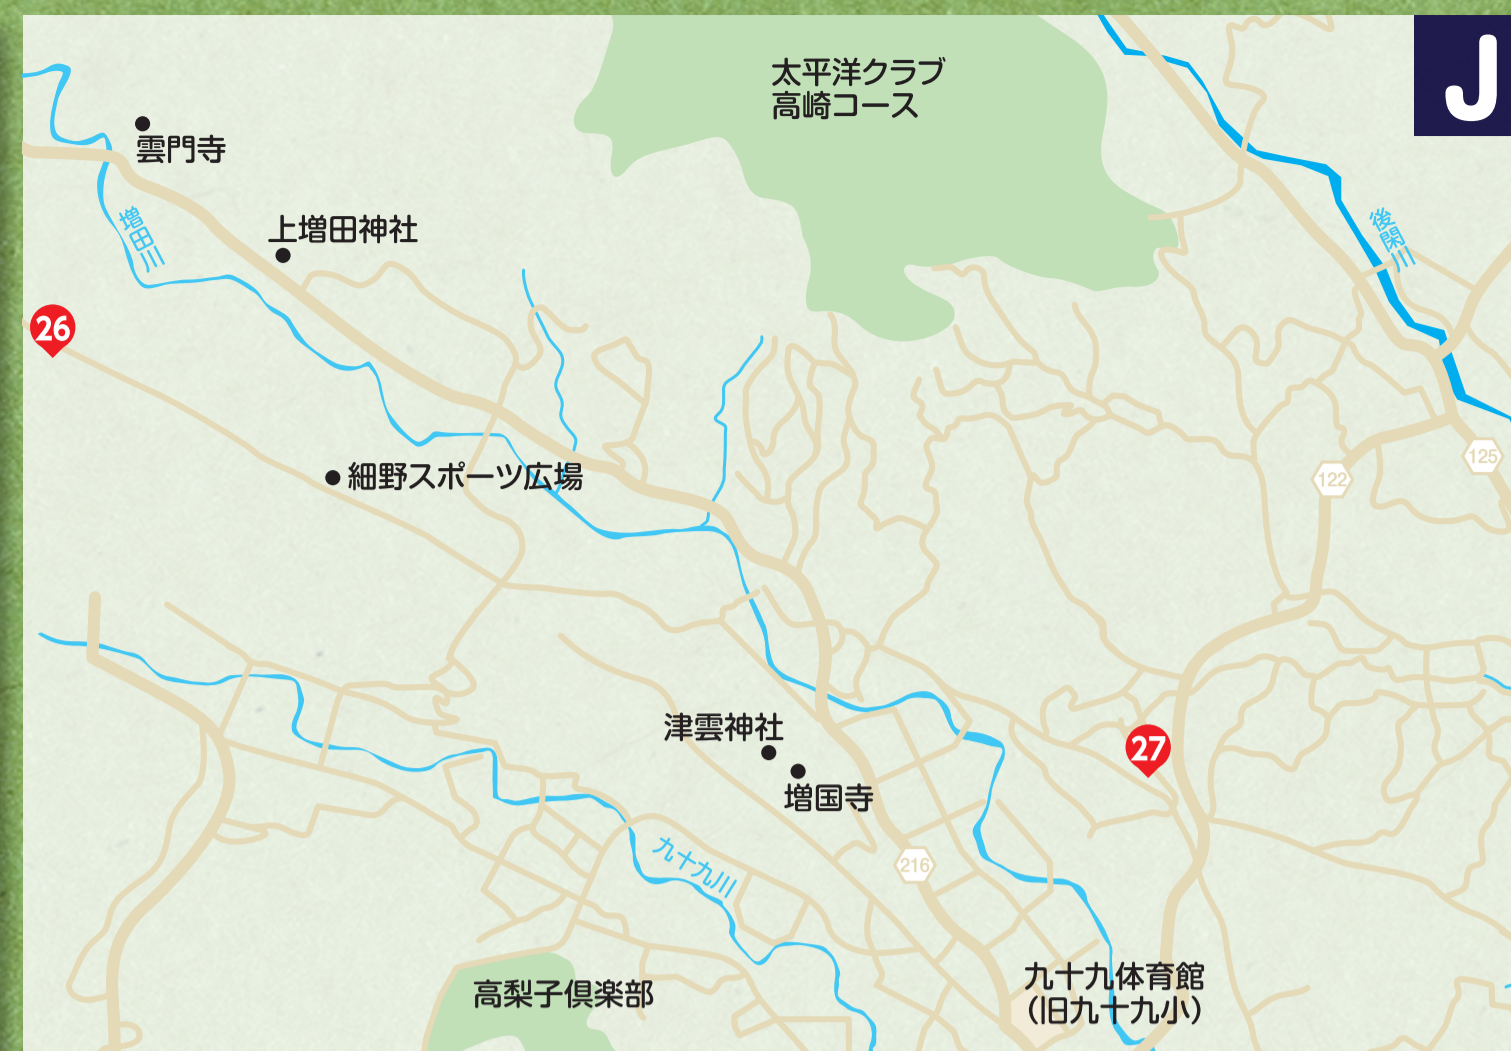 太平洋クラブ
高崎コース
J
雲門寺
上増田神社
増田川
後閑川
26
細野スポーツ広場
125
122
津雲神社
27
増国寺
九十九川
216
高梨子倶楽部
九十九体育館
(旧九十九小)